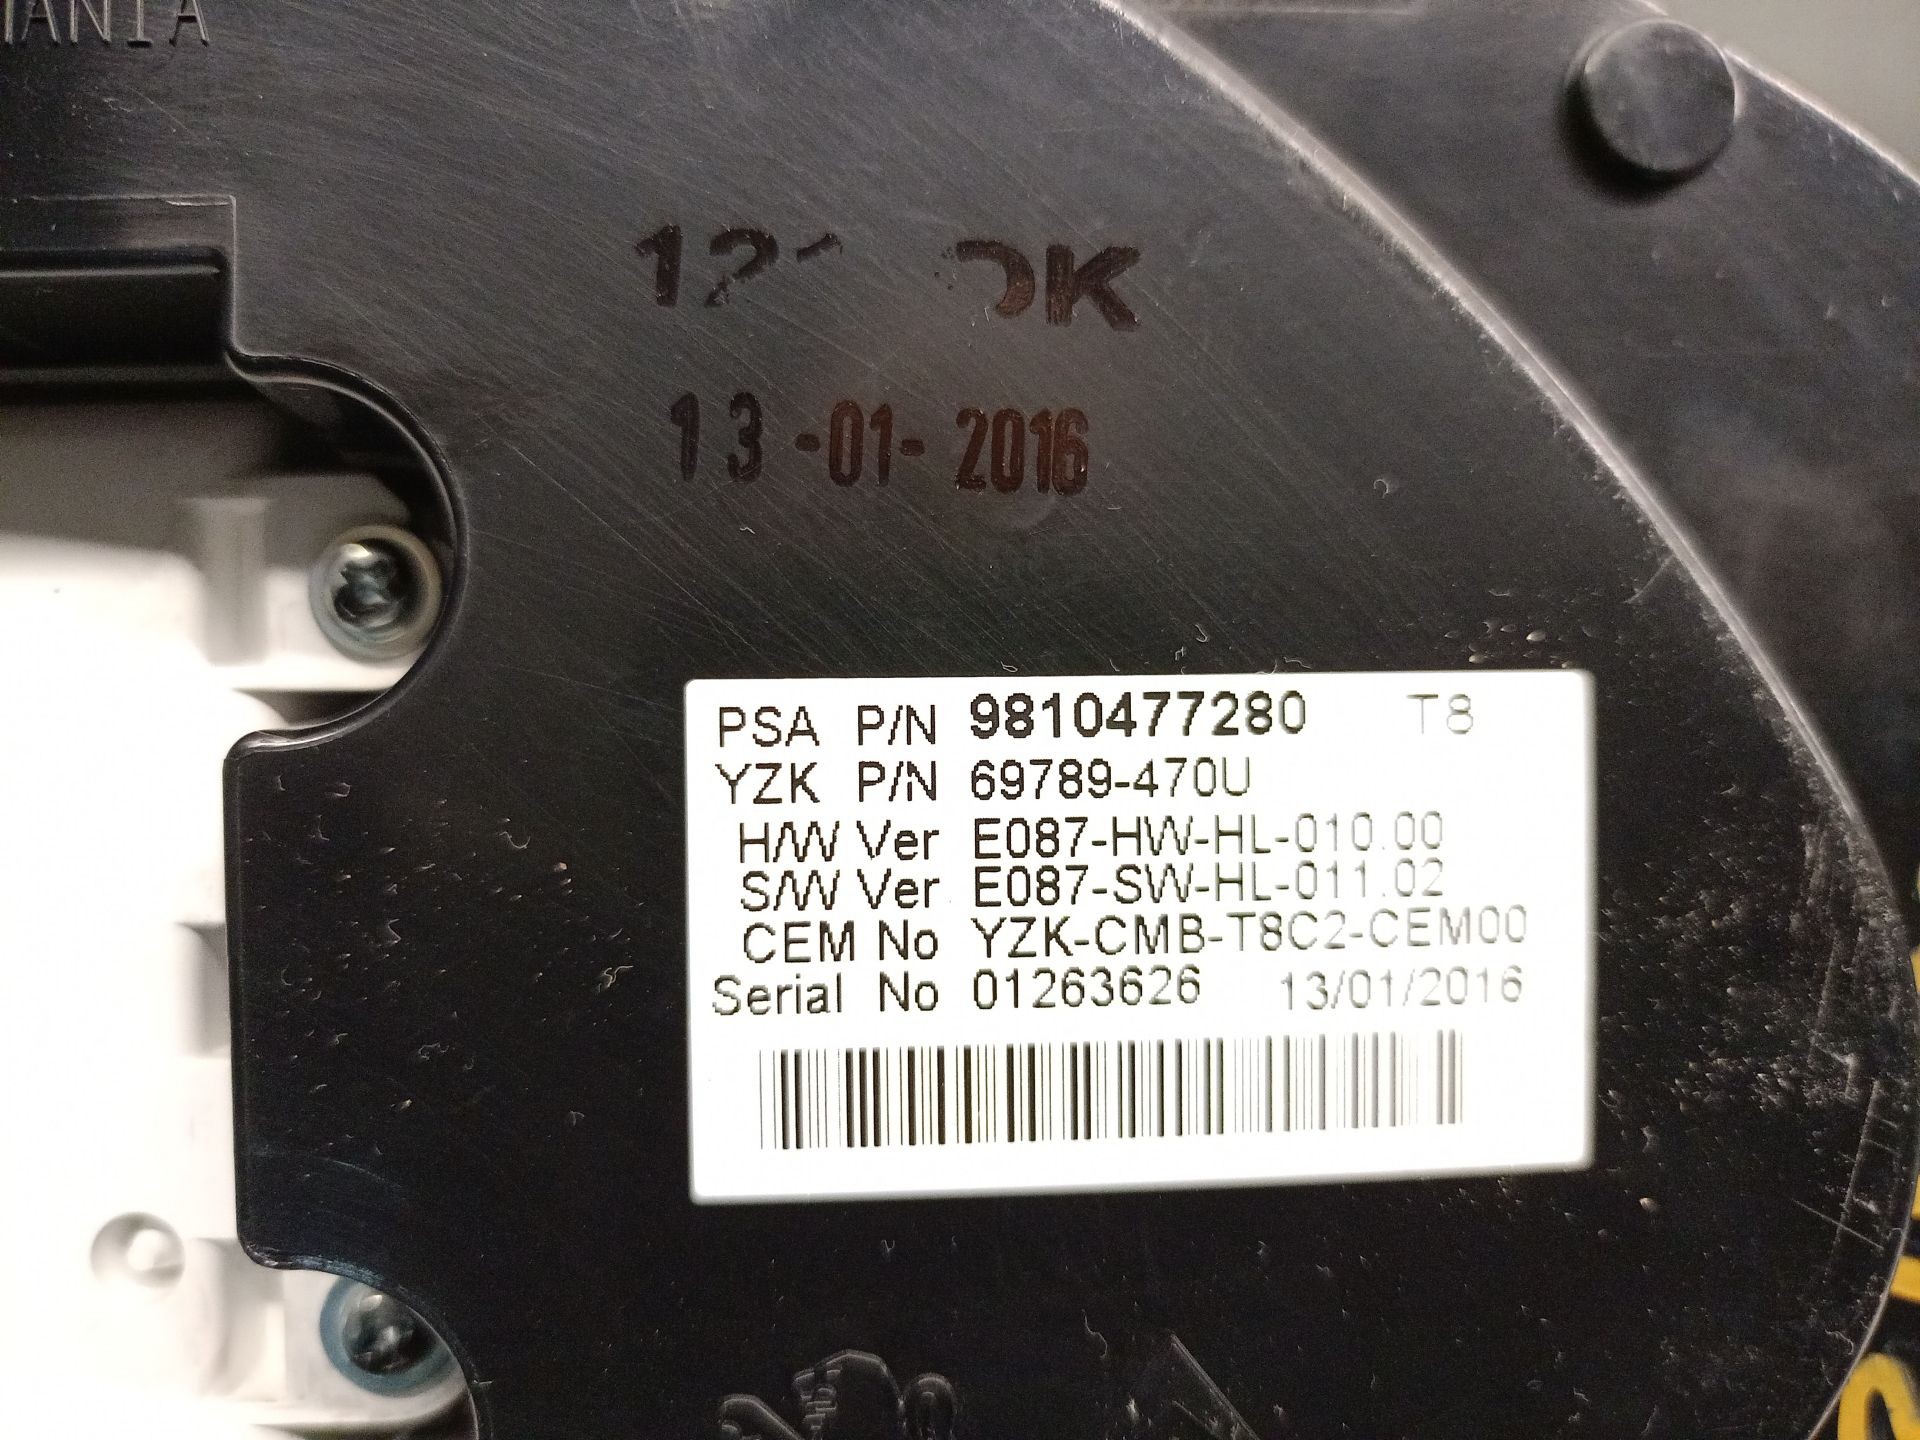 13-01-2016
PSA P/N 9810477280 T8
YZK P/N 69789-470U
H/W Ver E087-HW-HL-010.00
S/W Ver E087-SW-HL-011.02
CEM No YZK-CMB-T8C2-CEM00
Serial No 01263626 13/01/2016